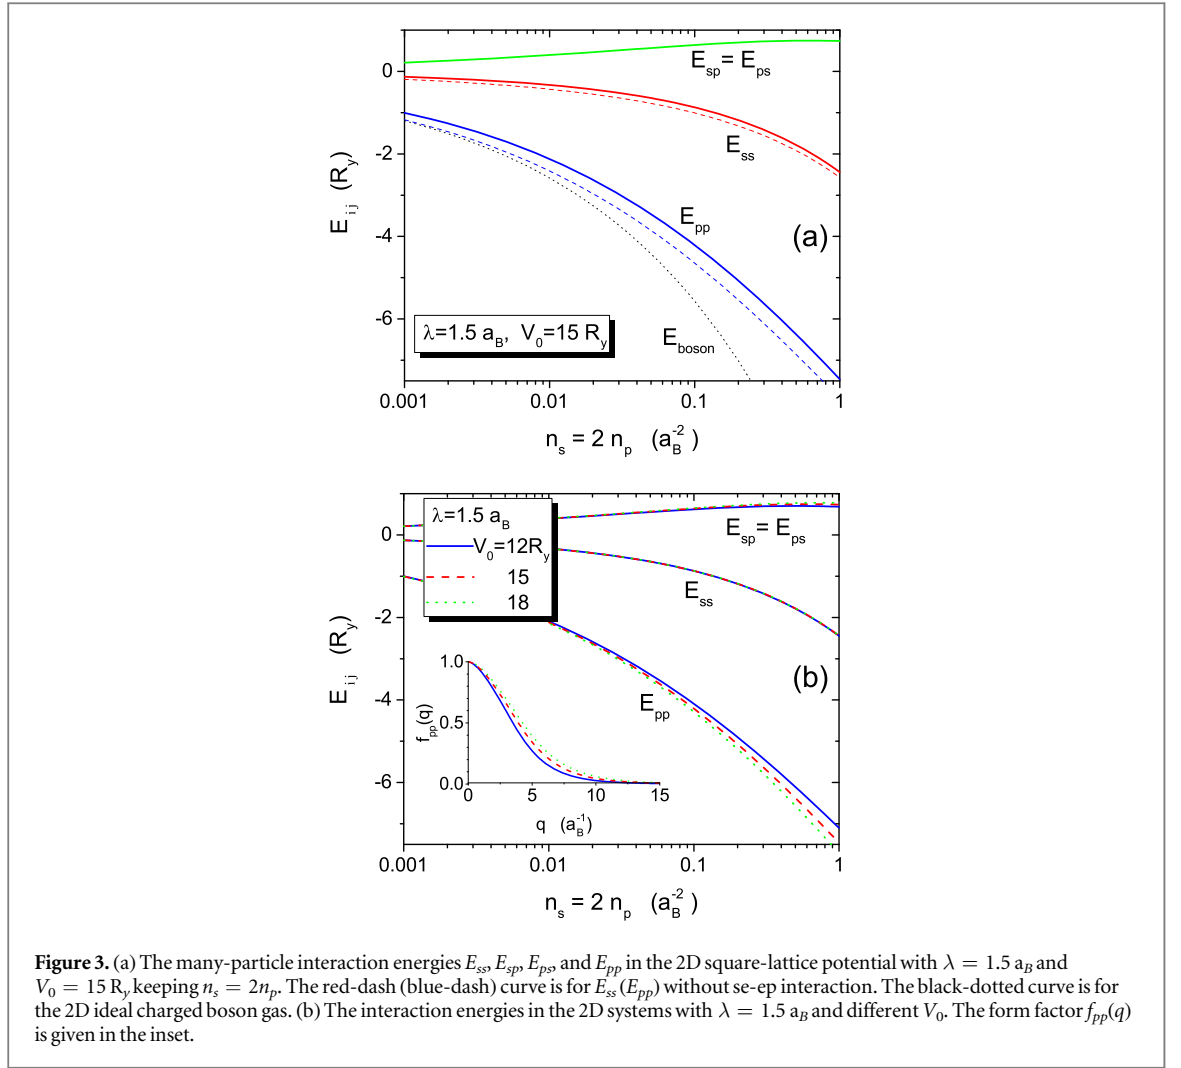 0
-2
-4
-6
E_sp = E_ps
E_ss
E_pp
(a)
E_boson
λ=1.5 a_B, V_0=15 R_y
E_ij (R_y)
0.001 0.01 0.1 1
n_s = 2 n_p (a_B^-2)
0
-2
-4
-6
λ=1.5 a_B
V_0=12R_y
15
18
E_sp = E_ps
E_ss
(b)
E_pp
E_ij (R_y)
1.0
0.5
0.0
f_pp(q)
0 5 10 15
q (a_B^-1)
0.001 0.01 0.1 1
n_s = 2 n_p (a_B^-2)
Figure 3. (a) The many-particle interaction energies E_ss, E_sp, E_ps, and E_pp in the 2D square-lattice potential with λ = 1.5 a_B and
V_0 = 15 R_y keeping n_s = 2n_p. The red-dash (blue-dash) curve is for E_ss (E_pp) without se-ep interaction. The black-dotted curve is for
the 2D ideal charged boson gas. (b) The interaction energies in the 2D systems with λ = 1.5 a_B and different V_0. The form factor f_pp(q)
is given in the inset.